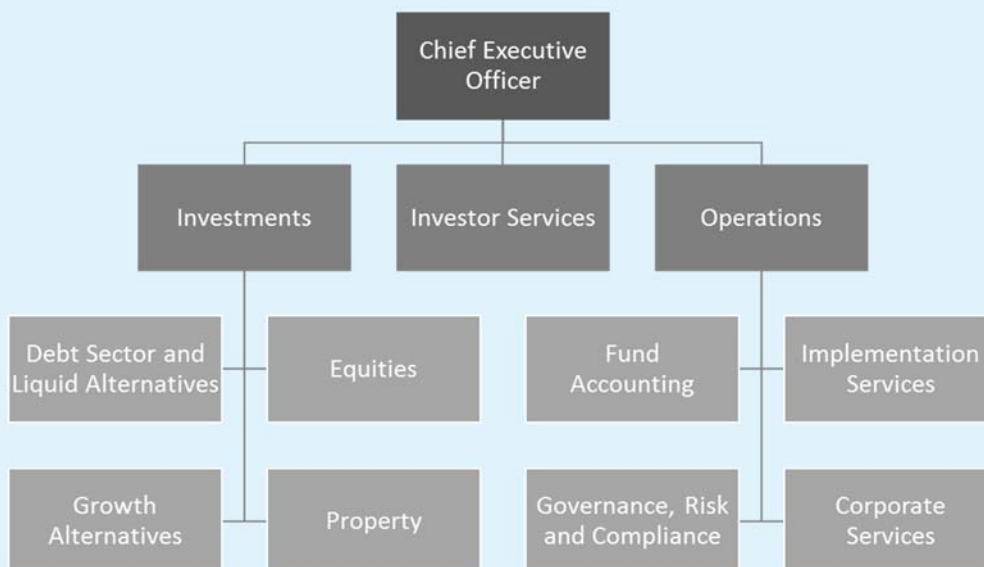 Chief Executive
Officer
Investments
Investor Services
Operations
Debt Sector and
Liquid Alternatives
Equities
Fund
Accounting
Implementation
Services
Growth
Alternatives
Property
Governance, Risk
and Compliance
Corporate
Services